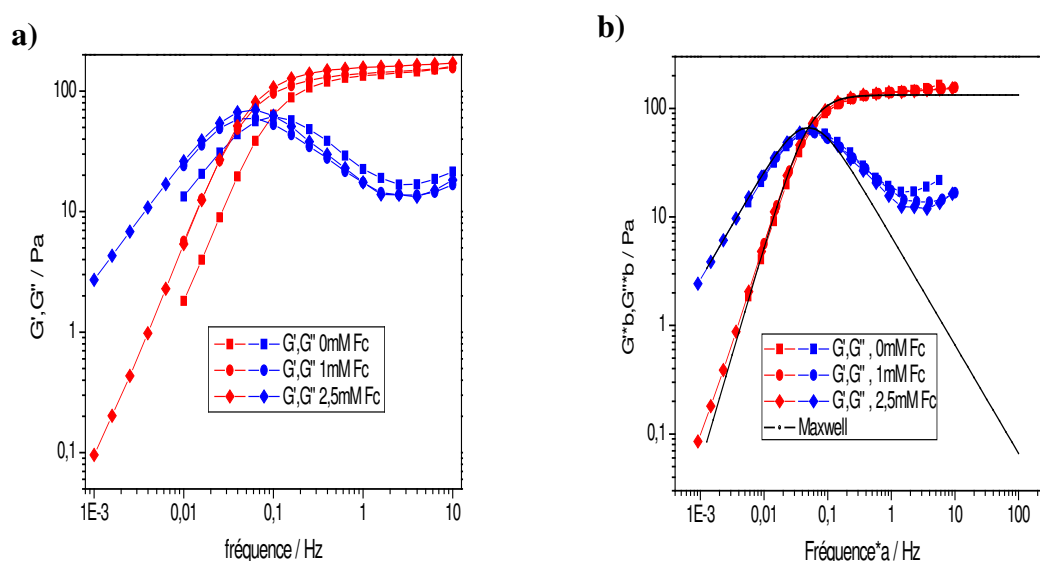 a)
100
10
1
0,1
G',G'' / Pa
1E-3 0,01 0,1 1 10
fréquence / Hz
G',G'' 0mM Fc
G',G'' 1mM Fc
G',G'' 2,5mM Fc
b)
100
10
1
0,1
G'*b,G''*b / Pa
1E-3 0,01 0,1 1 10 100
Fréquence*a / Hz
G',G'' , 0mM Fc
G',G'' , 1mM Fc
G',G'' , 2,5mM Fc
Maxwell